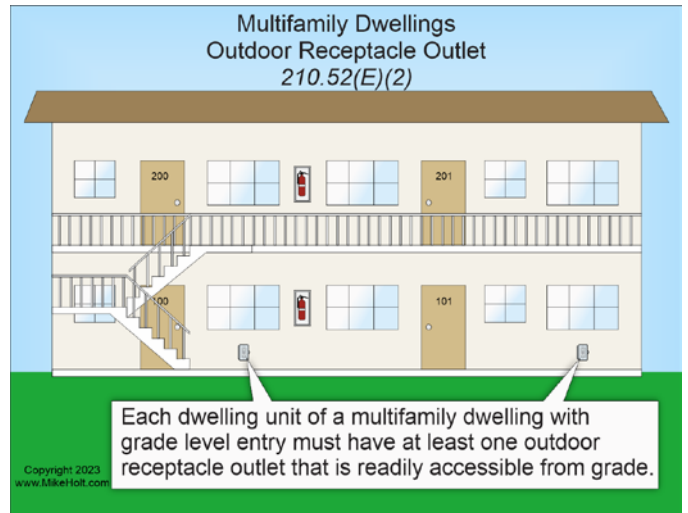 Multifamily Dwellings
Outdoor Receptacle Outlet
210.52(E)(2)
200
201
100
101
Each dwelling unit of a multifamily dwelling with
grade level entry must have at least one outdoor
receptacle outlet that is readily accessible from grade.
Copyright 2023
www.MikeHolt.com